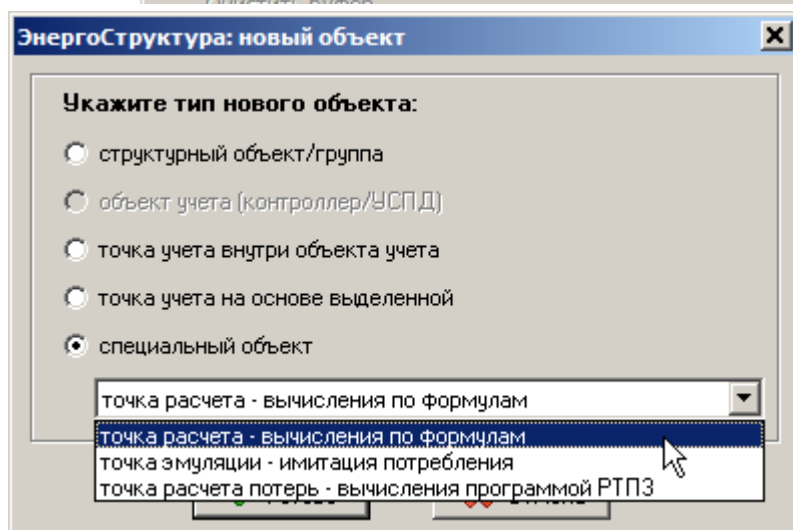 ЭнергоСтруктура: новый объект
Укажите тип нового объекта:
структурный объект/группа
объект учета (контроллер/УСПД)
точка учета внутри объекта учета
точка учета на основе выделенной
специальный объект
точка расчета - вычисления по формулам
точка расчета - вычисления по формулам
точка эмуляции - имитация потребления
точка расчета потерь - вычисления программой РТПЗ